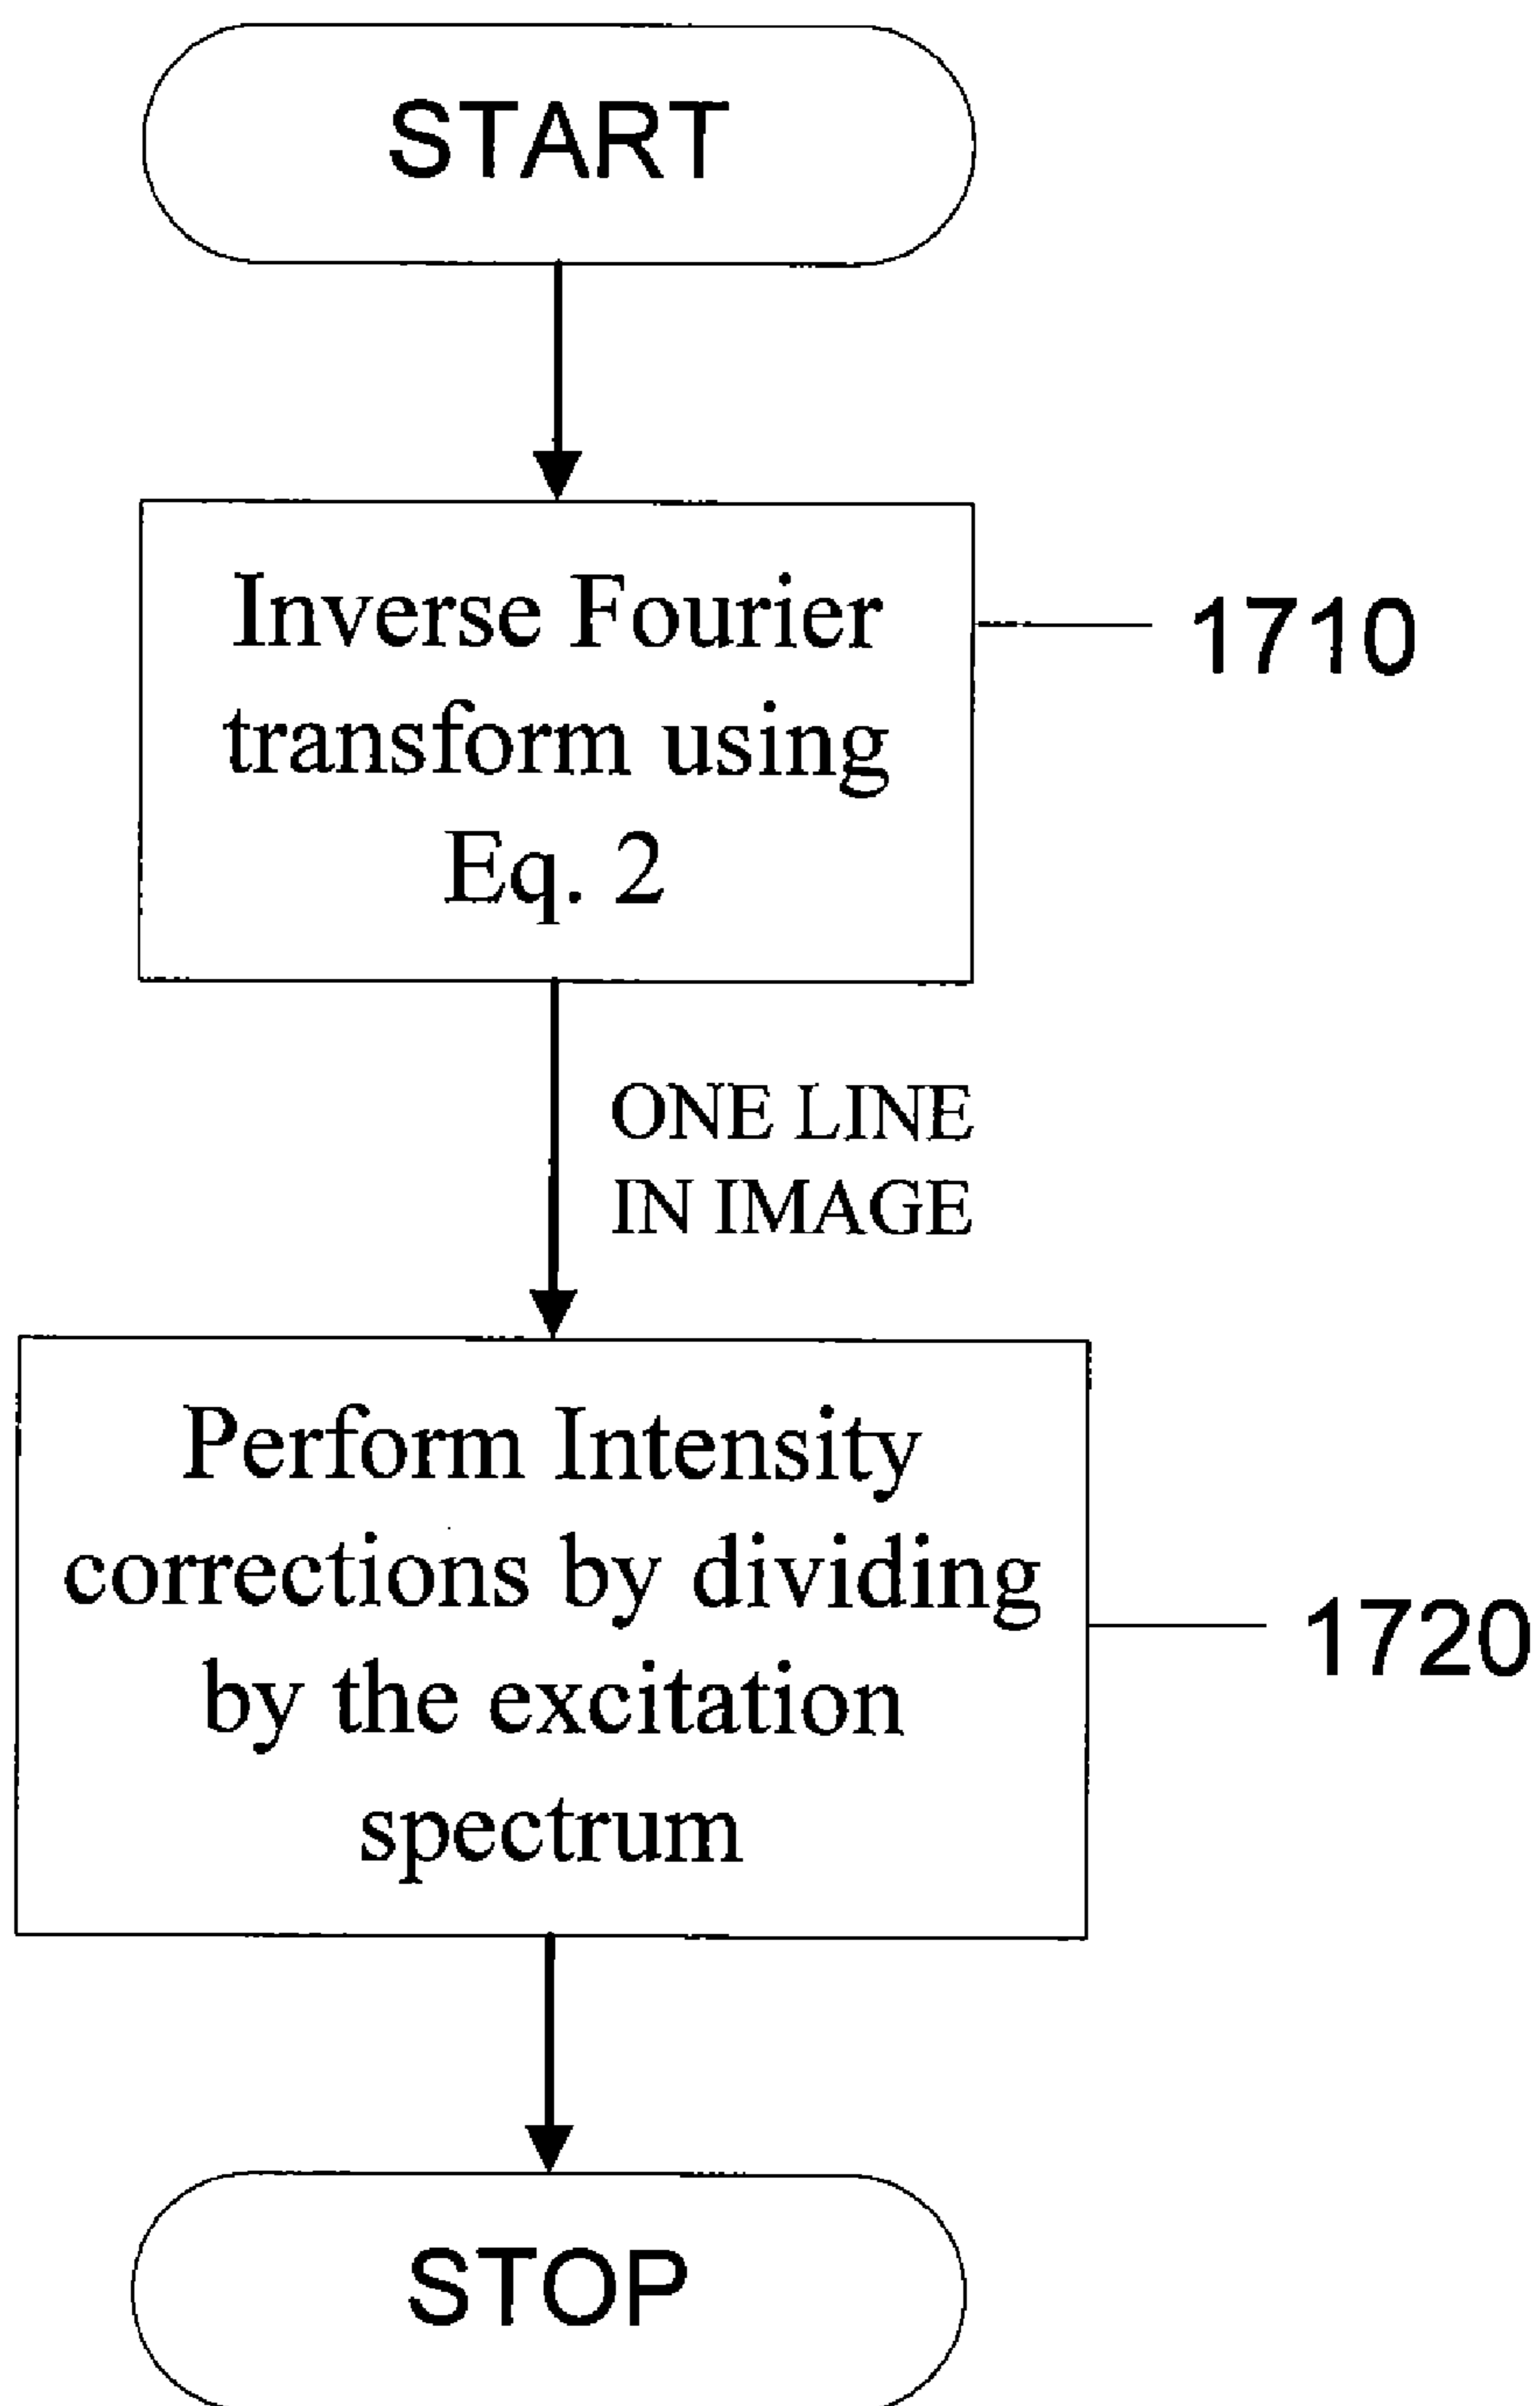 START
Inverse Fourier
transform using
Eq. 2
1710
ONE LINE
IN IMAGE
Perform Intensity
corrections by dividing
by the excitation
spectrum
1720
STOP